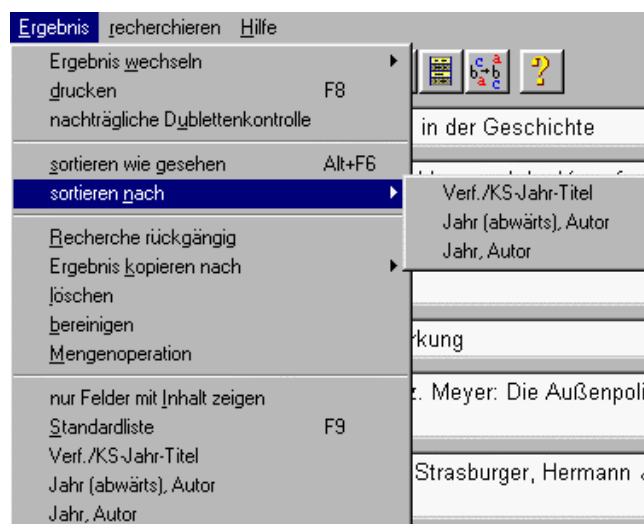 Ergebnis recherchieren Hilfe
Ergebnis wechseln
drucken F8
nachträgliche Dublettenkontrolle
sortieren wie gesehen Alt+F6
sortieren nach
Recherche rückgängig
Ergebnis kopieren nach
löschen
bereinigen
Mengenoperation
nur Felder mit Inhalt zeigen
Standardliste F9
Verf./KS-Jahr-Titel
Jahr (abwärts), Autor
Jahr, Autor
Verf./KS-Jahr-Titel
Jahr (abwärts), Autor
Jahr, Autor
in der Geschichte
rkung
z. Meyer: Die Außenpoli
Strasburger, Hermann